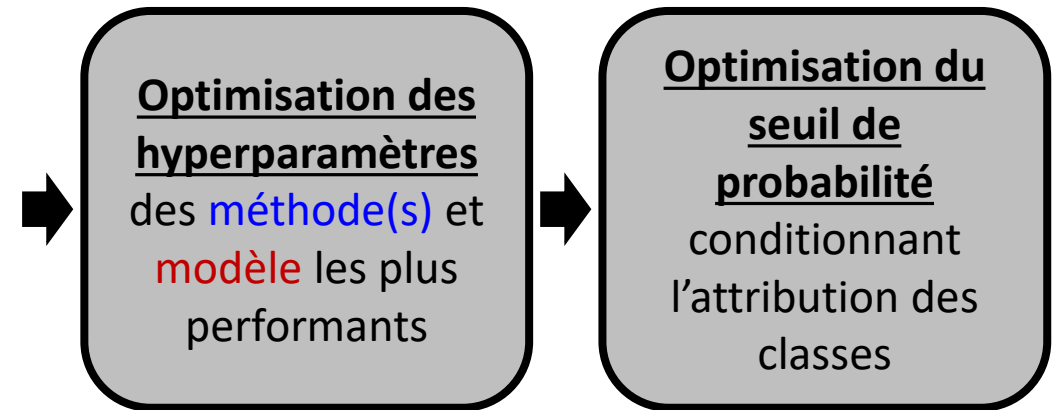 Optimisation des
hyperparamètres
des méthode(s) et
modèle les plus
performants
Optimisation du
seuil de
probabilité
conditionnant
l’attribution des
classes